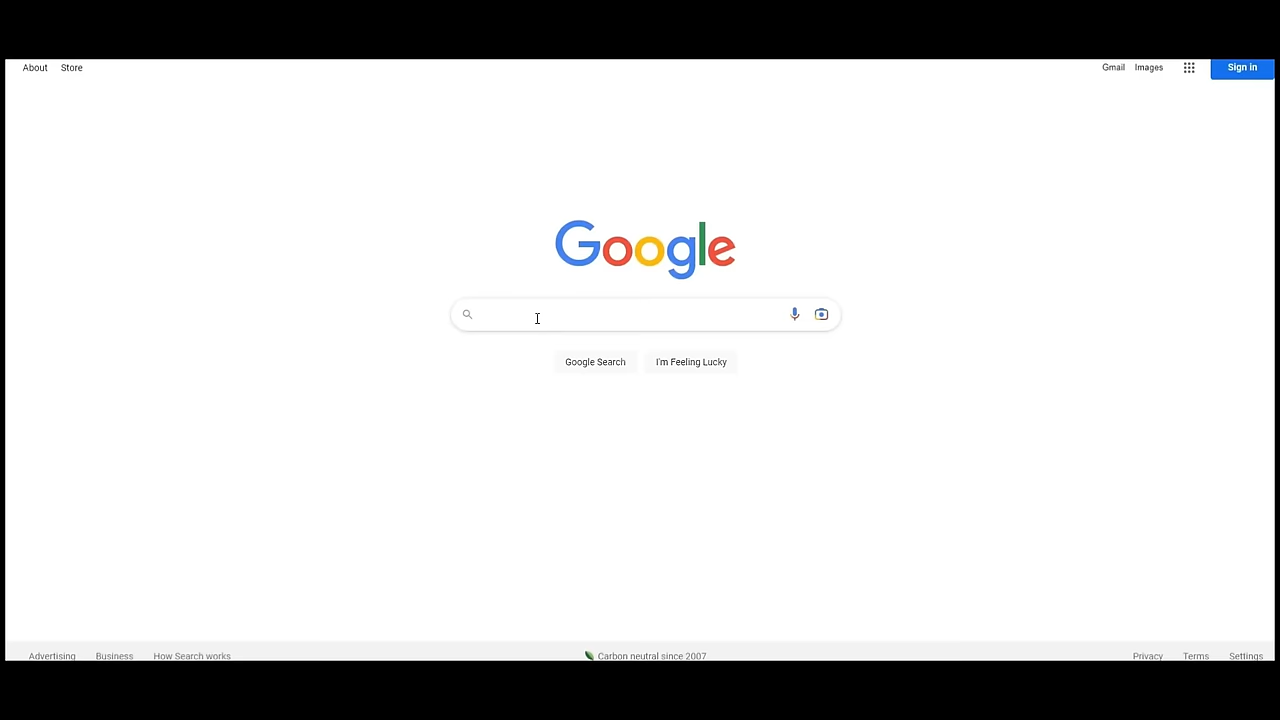 About Store Gmail Images Sign in
Google
Google Search I'm Feeling Lucky
Advertising Business How Search works Carbon neutral since 2007 Privacy Terms Settings